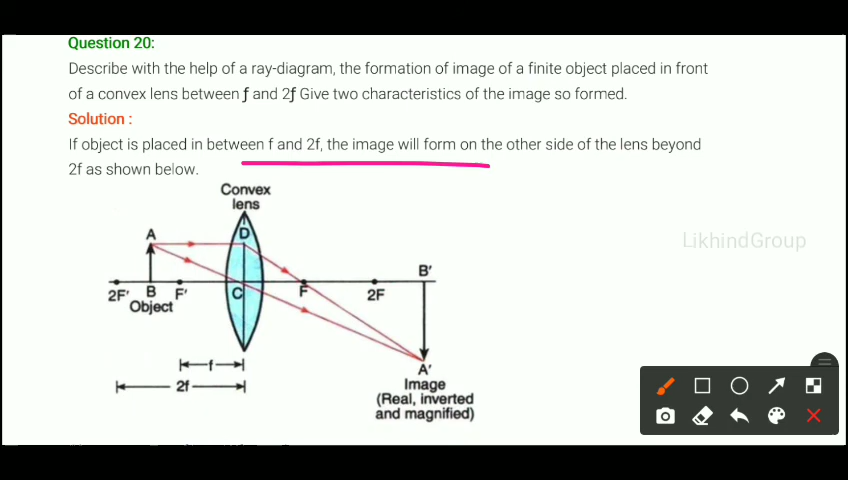 Question 20:
Describe with the help of a ray-diagram, the formation of image of a finite object placed in front
of a convex lens between ƒ and 2ƒ Give two characteristics of the image so formed.
Solution :
If object is placed in between f and 2f, the image will form on the other side of the lens beyond
2f as shown below.
Convex
lens
A
D
LikhindGroup
B'
2F' B F' C F 2F
Object
f
A'
2f
Image
(Real, inverted
and magnified)